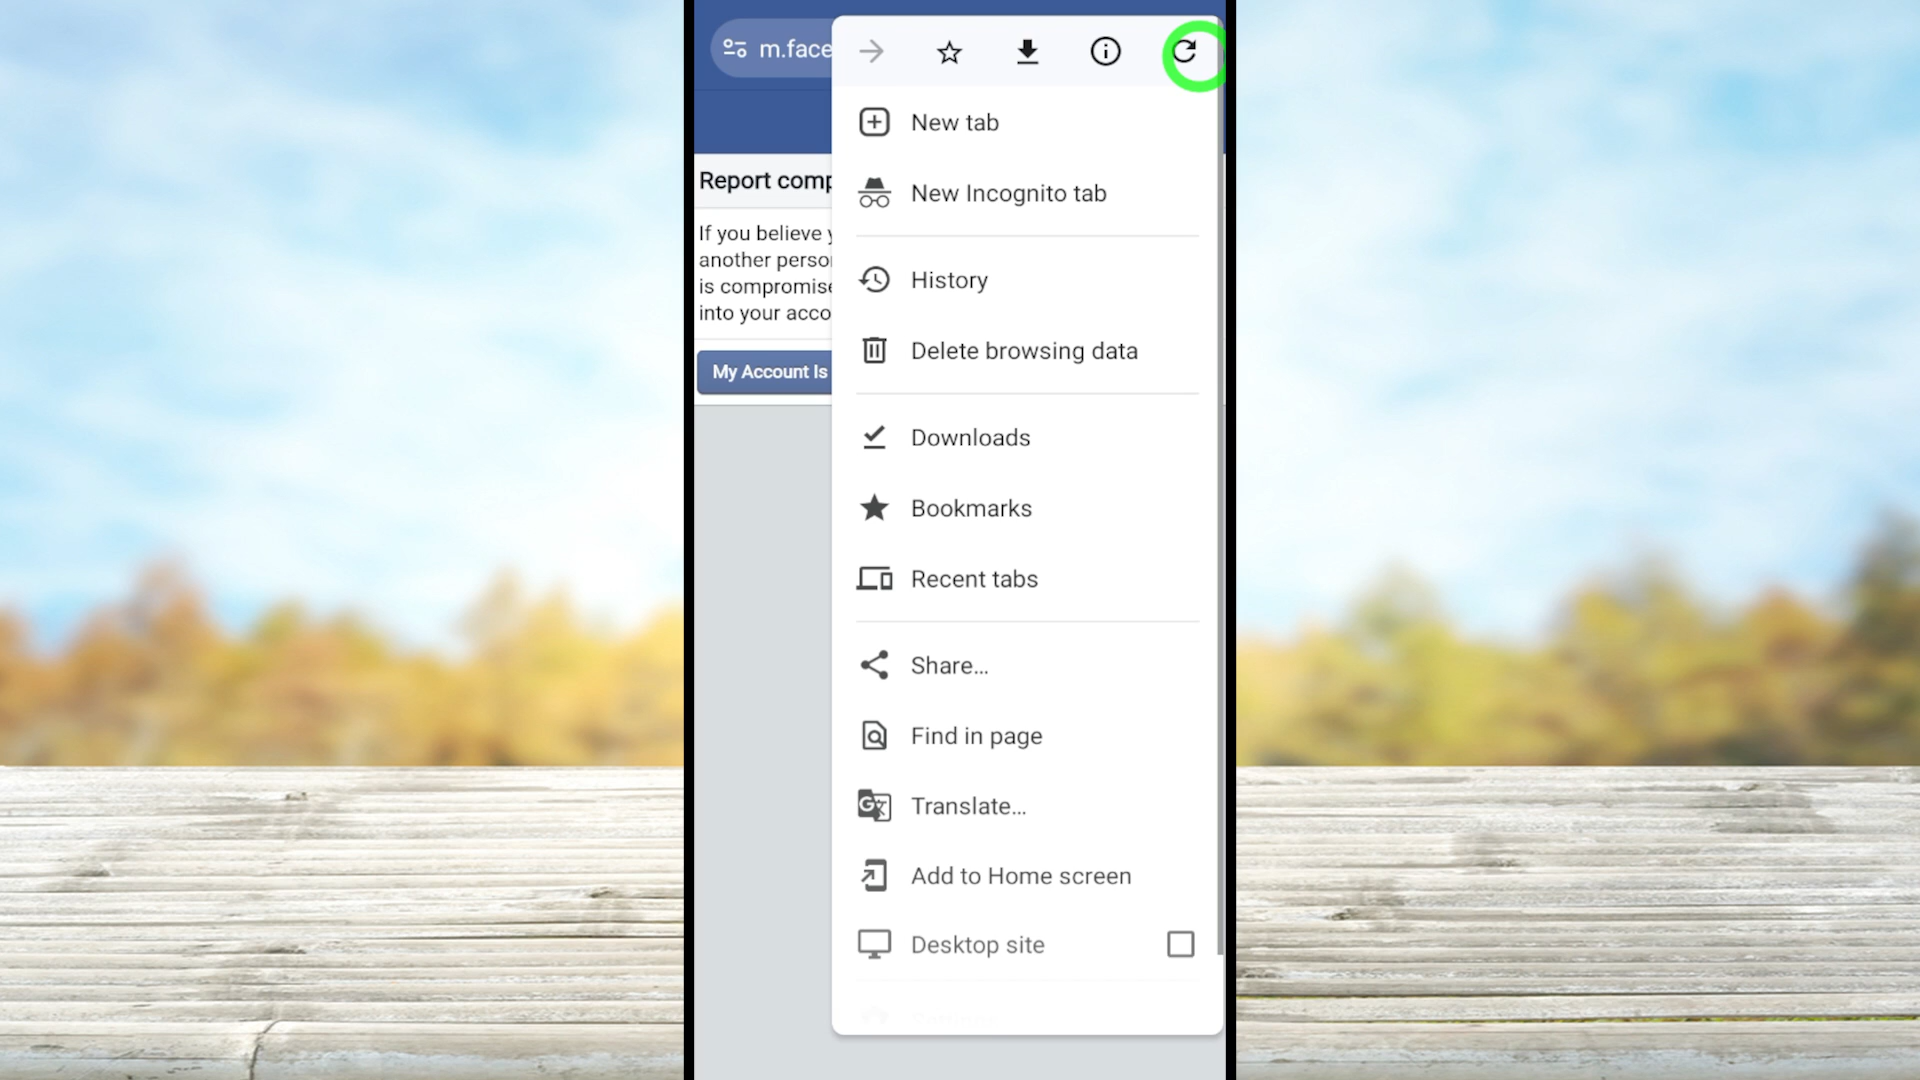 m.face
New tab
New Incognito tab
Report comp
If you believe y
another person
is compromise
into your acco
My Account Is
History
Delete browsing data
Downloads
Bookmarks
Recent tabs
Share...
Find in page
Translate...
Add to Home screen
Desktop site